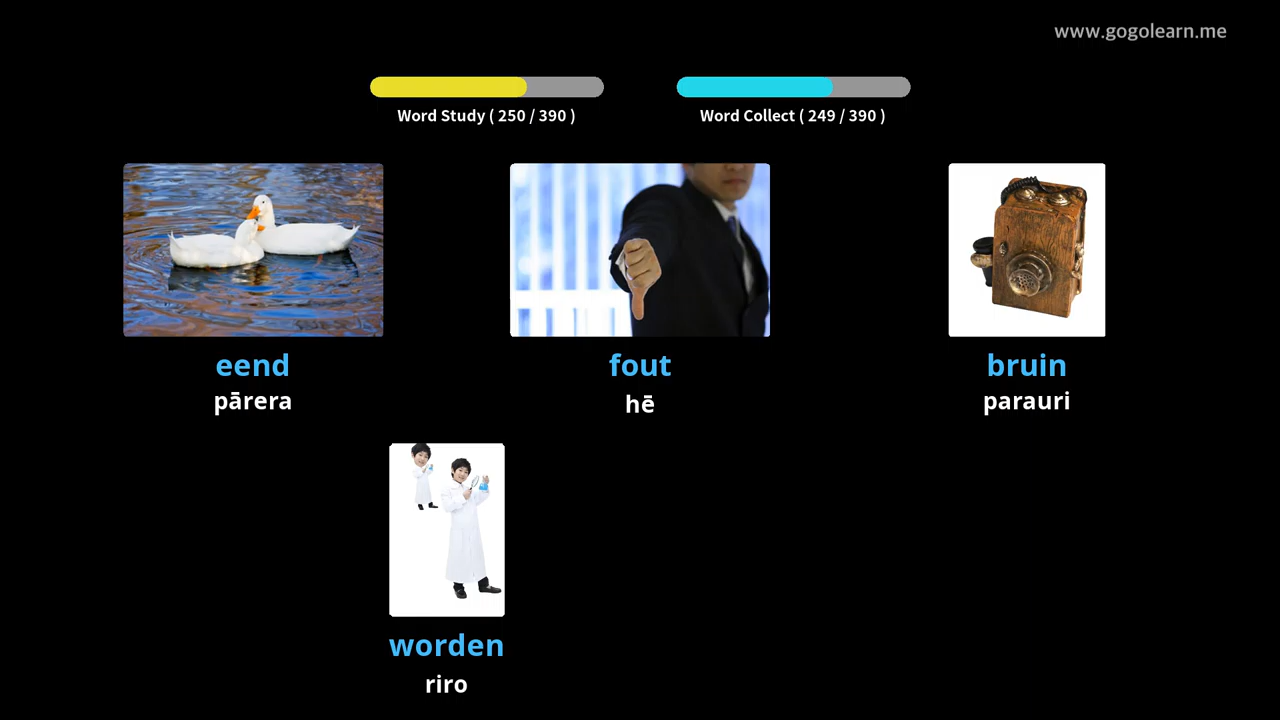 www.gogolearn.me
Word Study ( 250 / 390 )
Word Collect ( 249 / 390 )
eend
pārera
fout
hē
bruin
parauri
worden
riro